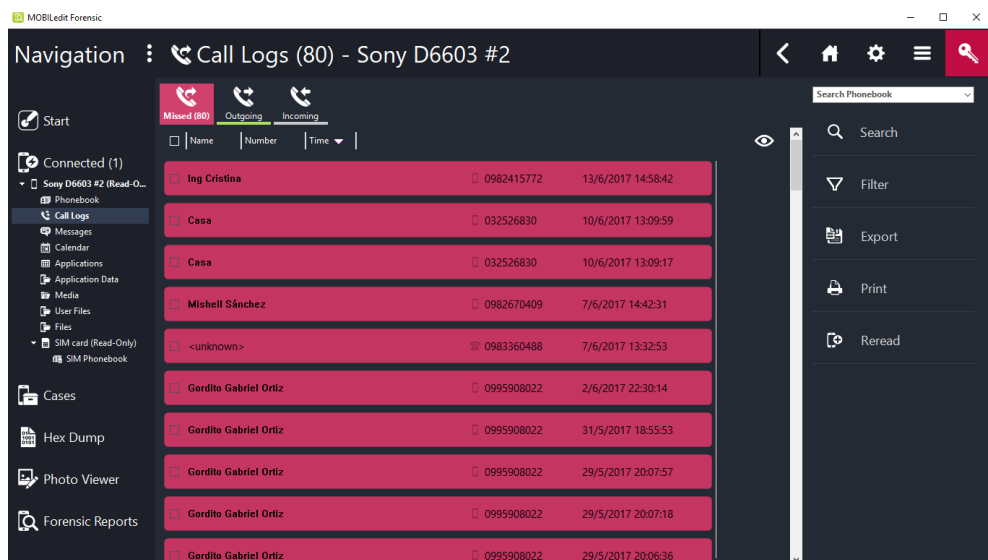 MOBILedit Forensic
Navigation
Call Logs (80) - Sony D6603 #2
Start
Connected (1)
Sony D6603 #2 (Read-O...
Phonebook
Call Logs
Messages
Calendar
Applications
Application Data
Media
User Files
Files
SIM card (Read-Only)
SIM Phonebook
Cases
Hex Dump
Photo Viewer
Forensic Reports
Missed (80) Outgoing Incoming
Name Number Time
Ing Cristina 0982415772 13/6/2017 14:58:42
Casa 032526830 10/6/2017 13:09:59
Casa 032526830 10/6/2017 13:09:17
Mishell Sánchez 0982670409 7/6/2017 14:42:31
<unknown> 0983360488 7/6/2017 13:32:53
Gordito Gabriel Ortiz 0995908022 2/6/2017 22:30:14
Gordito Gabriel Ortiz 0995908022 31/5/2017 18:55:53
Gordito Gabriel Ortiz 0995908022 29/5/2017 20:07:57
Gordito Gabriel Ortiz 0995908022 29/5/2017 20:07:18
Gordito Gabriel Ortiz 0995908022 29/5/2017 20:06:36
Search Phonebook
Search
Filter
Export
Print
Reread